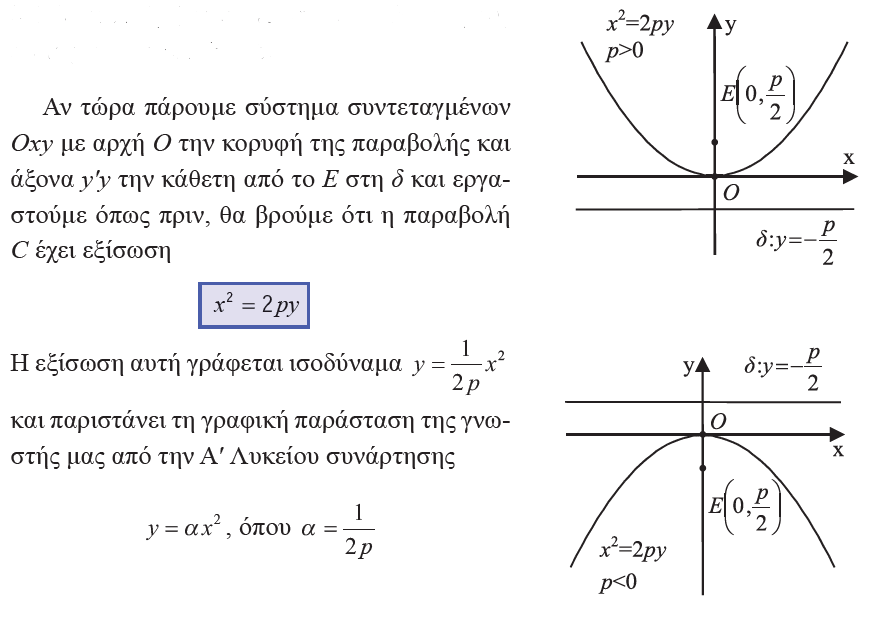 Αν τώρα πάρουμε σύστημα συντεταγμένων
Oxy με αρχή O την κορυφή της παραβολής και
άξονα y′y την κάθετη από το E στη δ και εργα-
στούμε όπως πριν, θα βρούμε ότι η παραβολή
C έχει εξίσωση
x² = 2py
Η εξίσωση αυτή γράφεται ισοδύναμα y = 1/2p x²
και παριστάνει τη γραφική παράσταση της γνω-
στής μας από την Α′ Λυκείου συνάρτησης
y = αx², όπου α = 1/2p
x²=2py
p>0
y
E(0, p/2)
x
O
δ:y=−p/2
y
δ:y=−p/2
O
x
E(0, p/2)
x²=2py
p<0